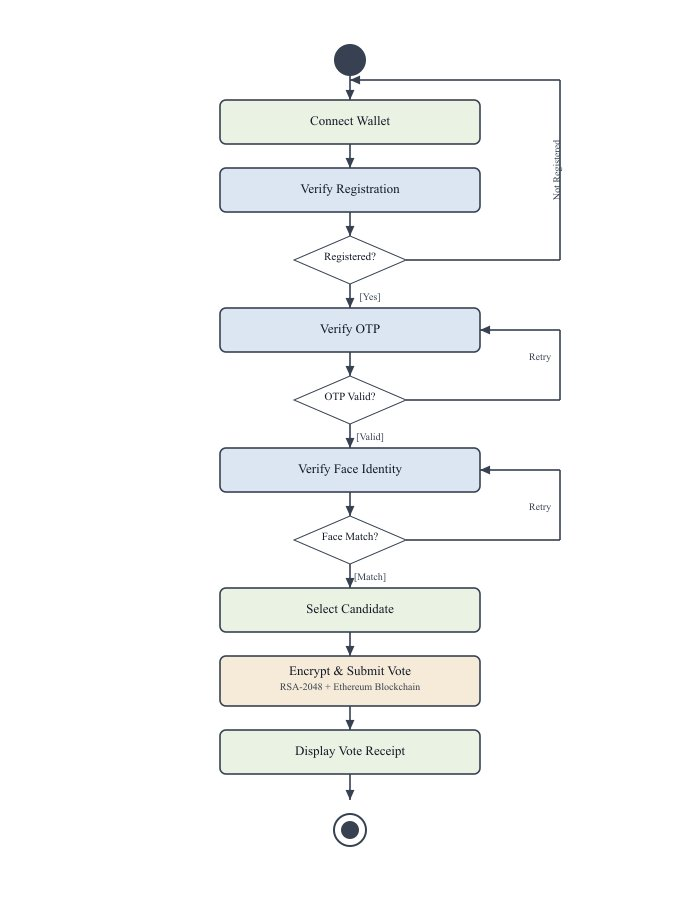 Connect Wallet
Not Registered
Verify Registration
Registered?
[Yes]
Verify OTP
Retry
OTP Valid?
[Valid]
Verify Face Identity
Retry
Face Match?
[Match]
Select Candidate
Encrypt & Submit Vote
RSA-2048 + Ethereum Blockchain
Display Vote Receipt